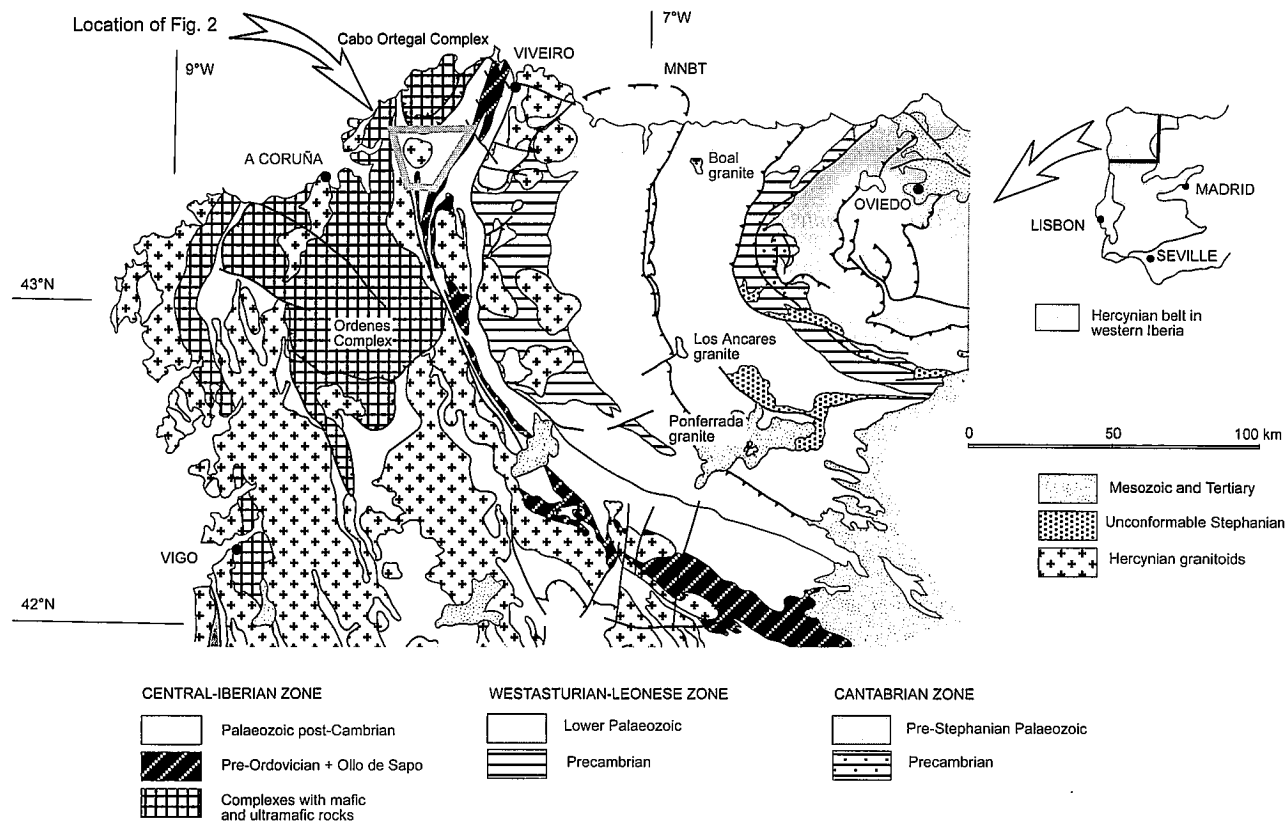 Location of Fig. 2
7°W
Cabo Ortegal Complex
VIVEIRO
9°W
MNBT
A CORUÑA
Boal
granite
OVIEDO
MADRID
LISBON
SEVILLE
43°N
Hercynian belt in
western Iberia
Ordenes
Complex
Los Ancares
granite
Ponferrada
granite
0
50
100 km
Mesozoic and Tertiary
Unconformable Stephanian
Hercynian granitoids
VIGO
42°N
CENTRAL-IBERIAN ZONE
Palaeozoic post-Cambrian
Pre-Ordovician + Ollo de Sapo
Complexes with mafic
and ultramafic rocks
WESTASTURIAN-LEONESE ZONE
Lower Palaeozoic
Precambrian
CANTABRIAN ZONE
Pre-Stephanian Palaeozoic
Precambrian